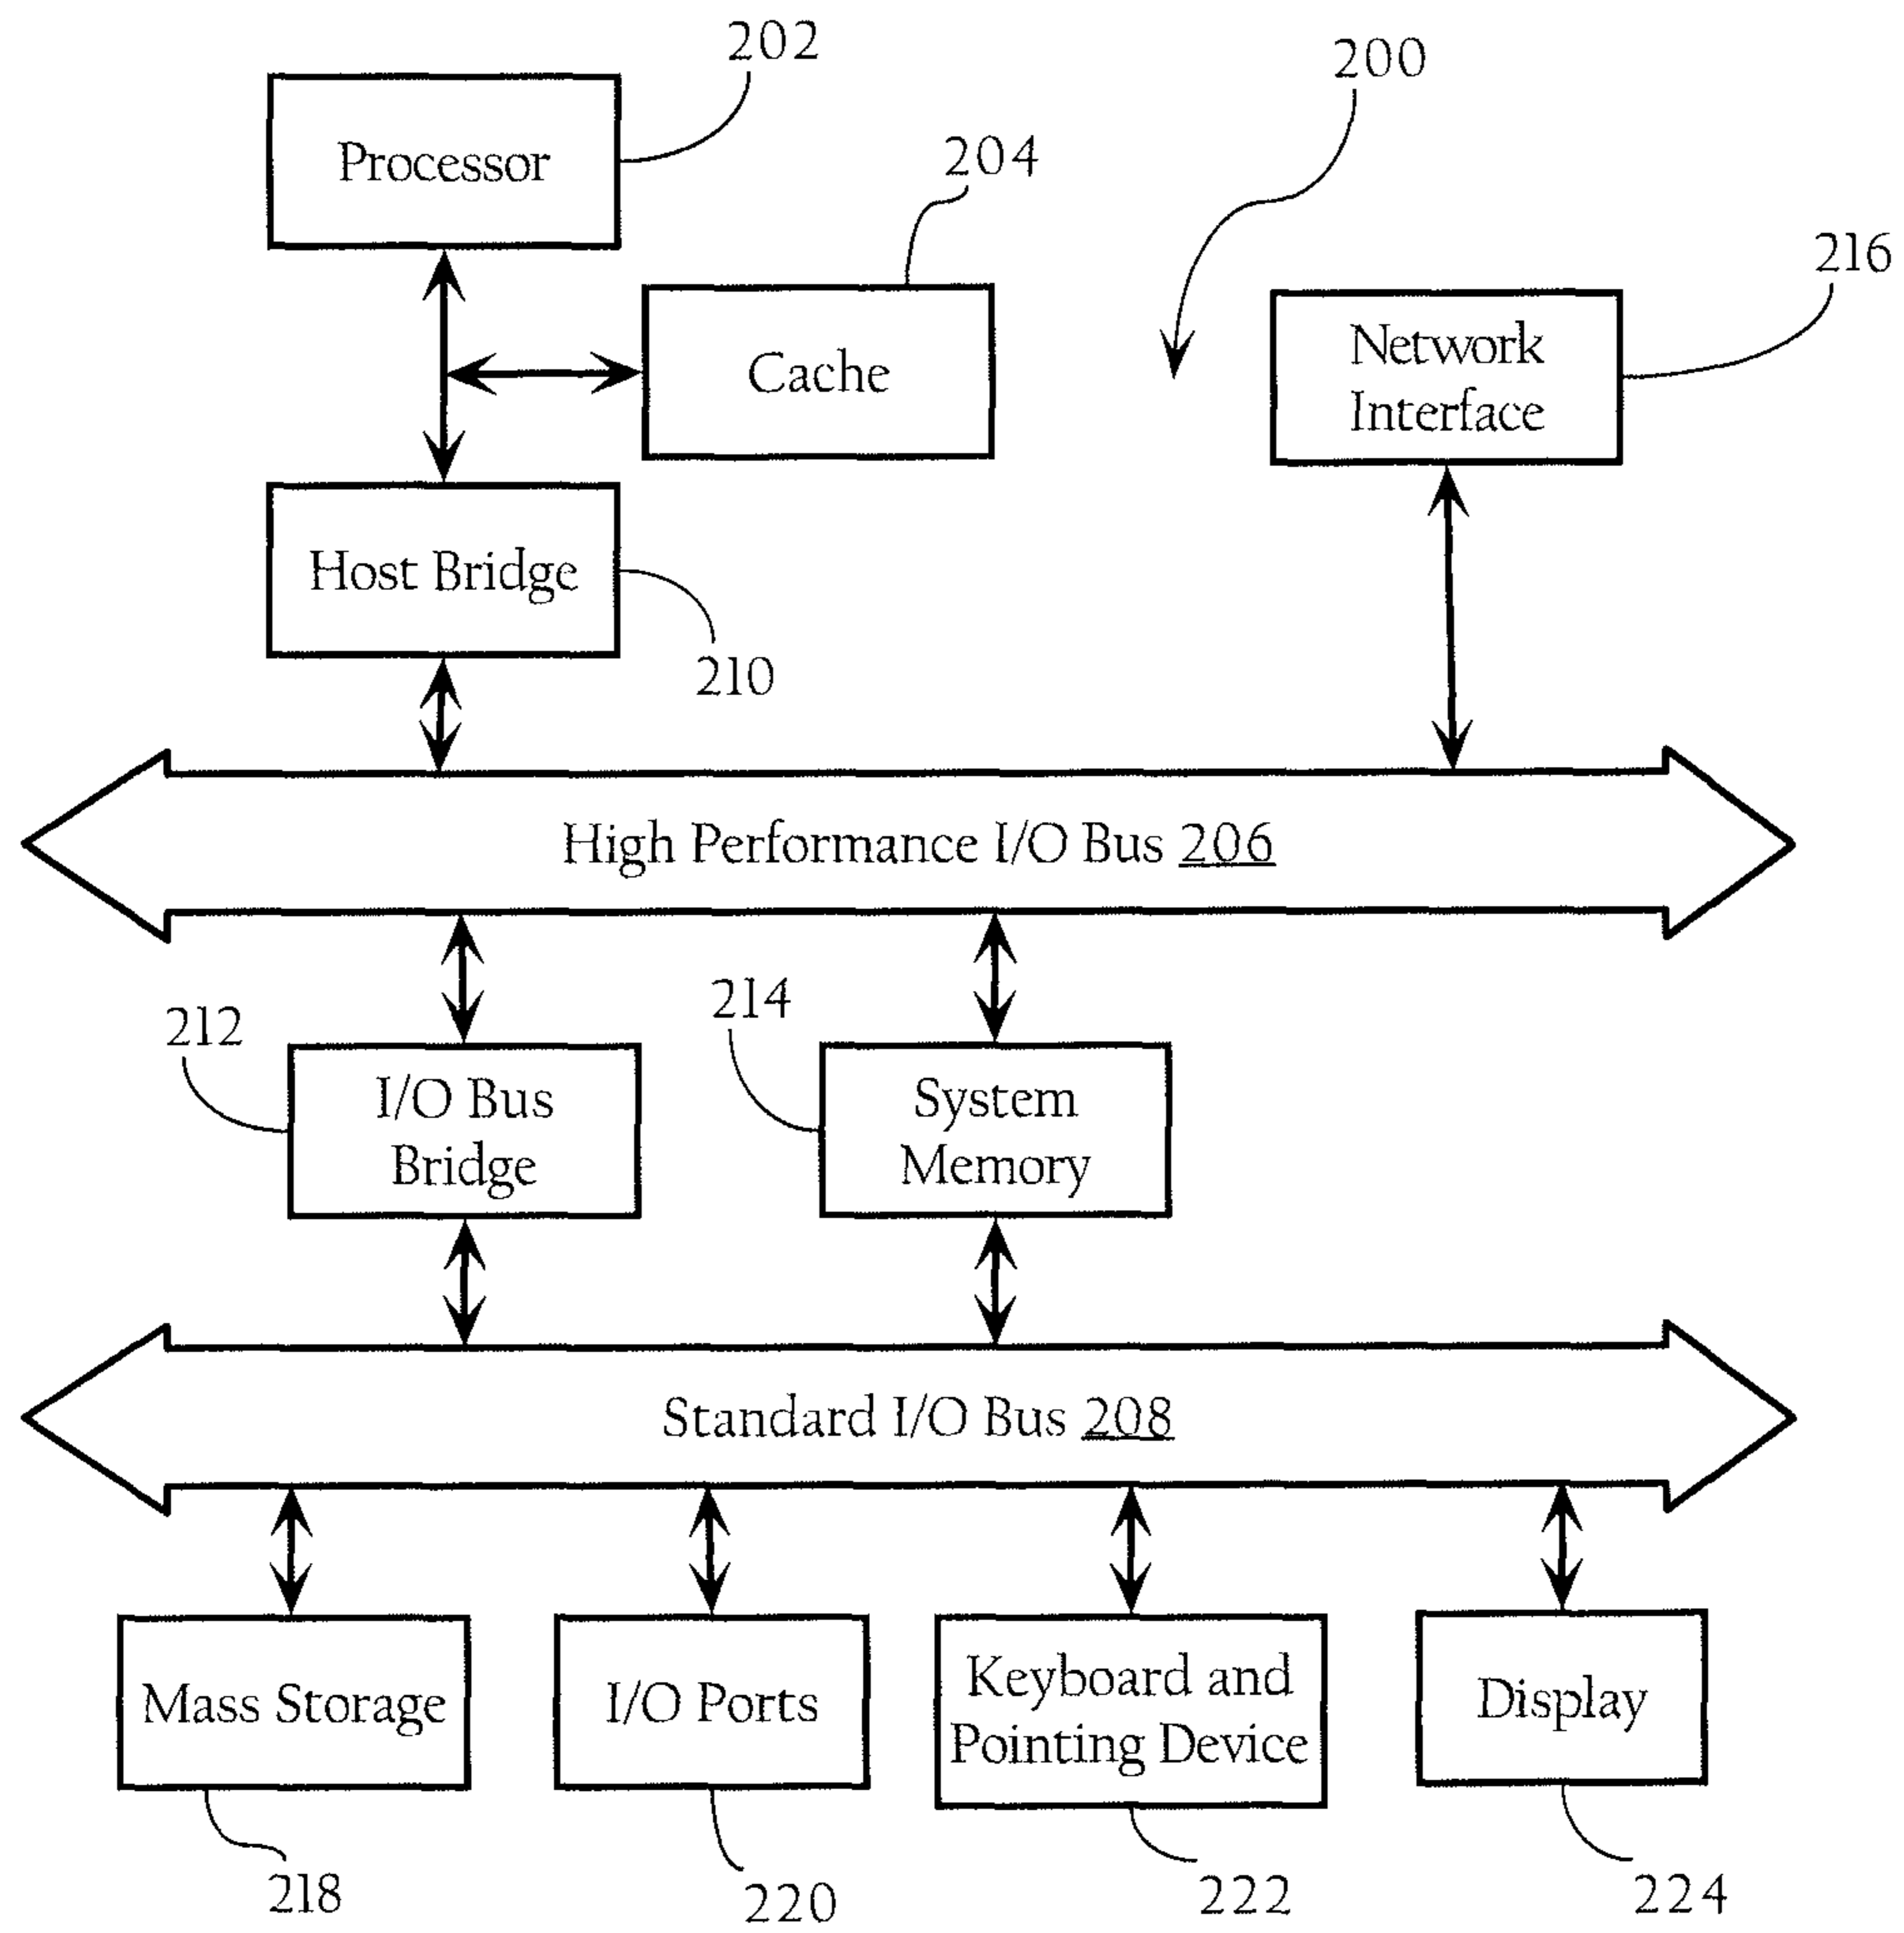 202
200
Processor
204
216
Network
Interface
Cache
Host Bridge
210
High Performance I/O Bus 206
212
214
I/O Bus
Bridge
System
Memory
Standard I/O Bus 208
Mass Storage
I/O Ports
Keyboard and
Pointing Device
Display
218
220
222
224